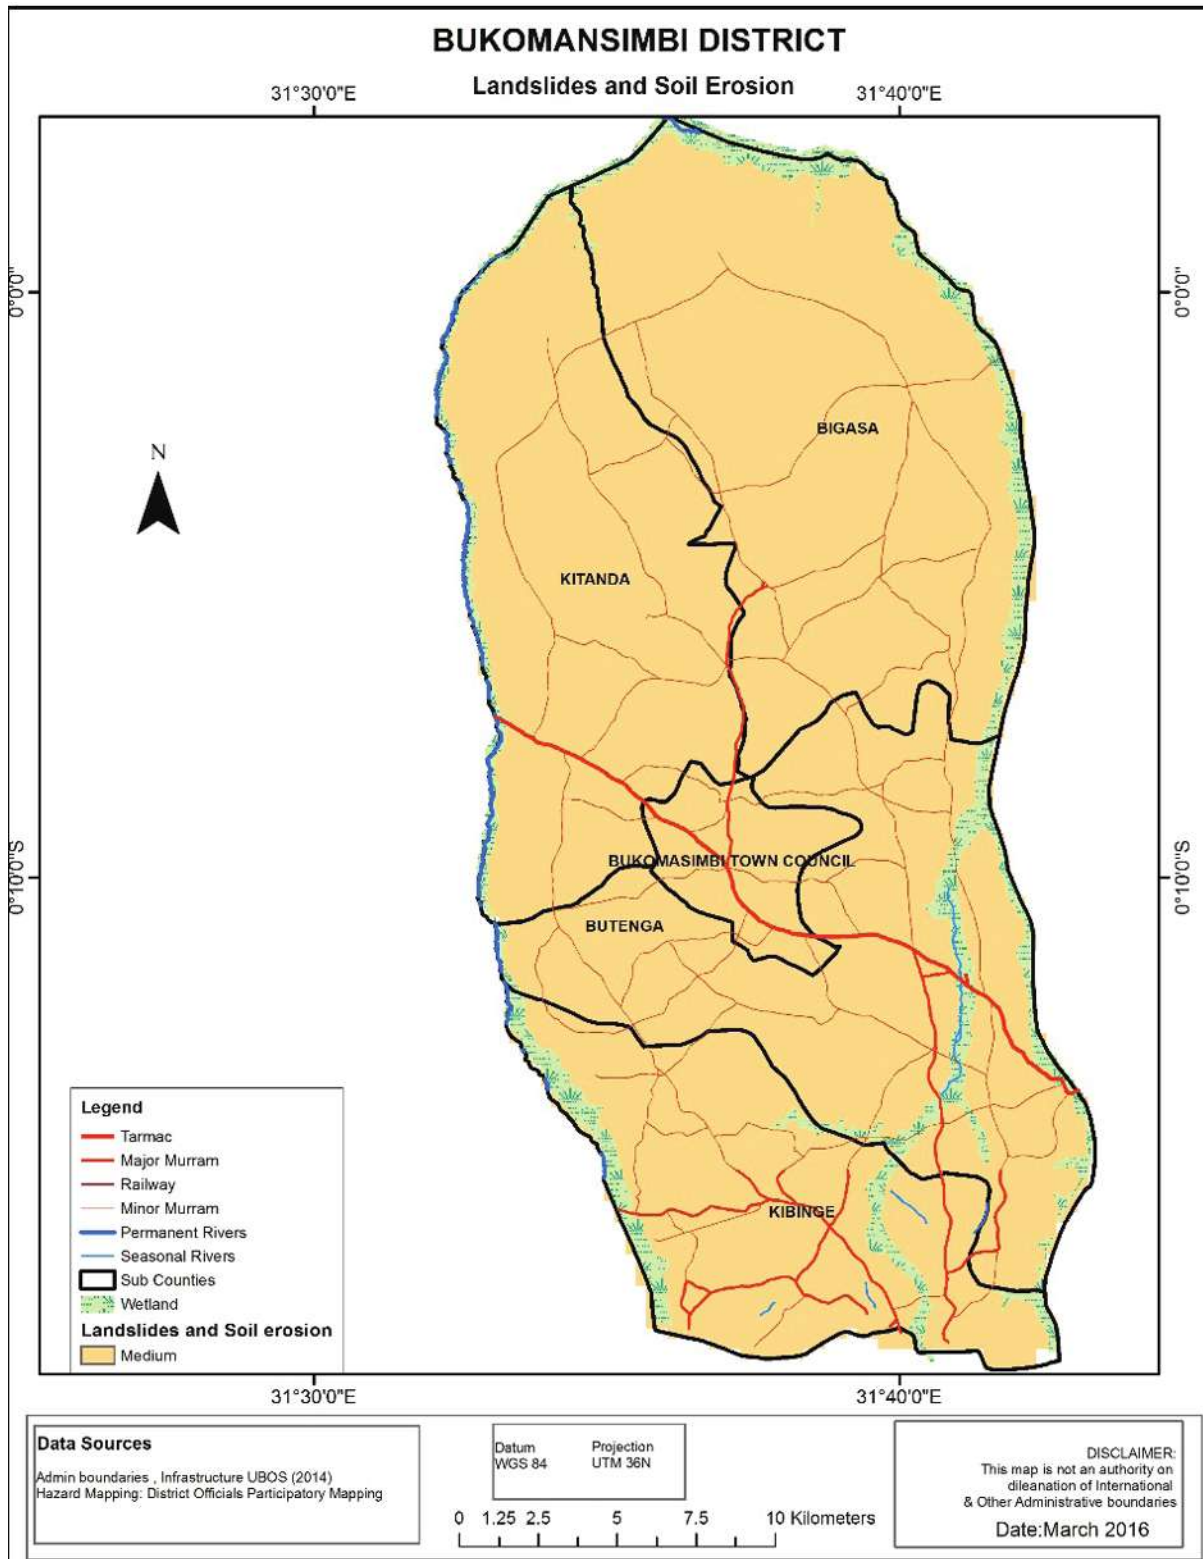 BUKOMANSIMBI DISTRICT
Landslides and Soil Erosion
31°30'0"E
31°40'0"E
0°0'0"
0°0'0"
BIGASA
N
KITANDA
BUKOMASIMBI TOWN COUNCIL
0°10'0"S
0°10'0"S
BUTENGA
KIBINGE
Legend
Tarmac
Major Murram
Railway
Minor Murram
Permanent Rivers
Seasonal Rivers
Sub Counties
Wetland
Landslides and Soil erosion
Medium
31°30'0"E
31°40'0"E
Data Sources
Admin boundaries , Infrastructure UBOS (2014)
Hazard Mapping: District Officials Participatory Mapping
Datum
WGS 84
Projection
UTM 36N
0 1.25 2.5 5 7.5 10 Kilometers
DISCLAIMER:
This map is not an authority on
dileanation of International
& Other Administrative boundaries
Date:March 2016